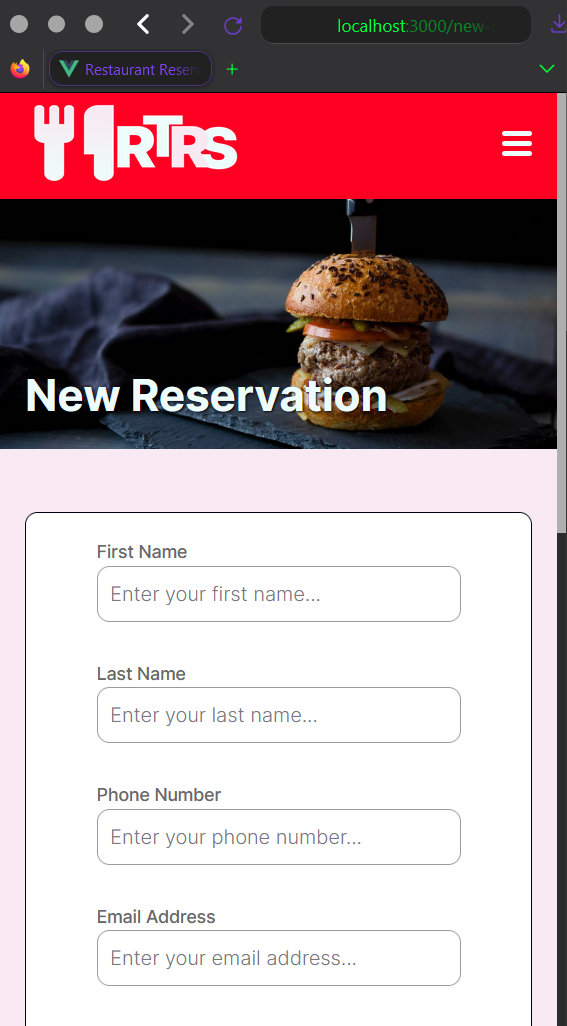 localhost:3000/new-
Restaurant Reser
RTRS
New Reservation
First Name
Enter your first name...
Last Name
Enter your last name...
Phone Number
Enter your phone number...
Email Address
Enter your email address...